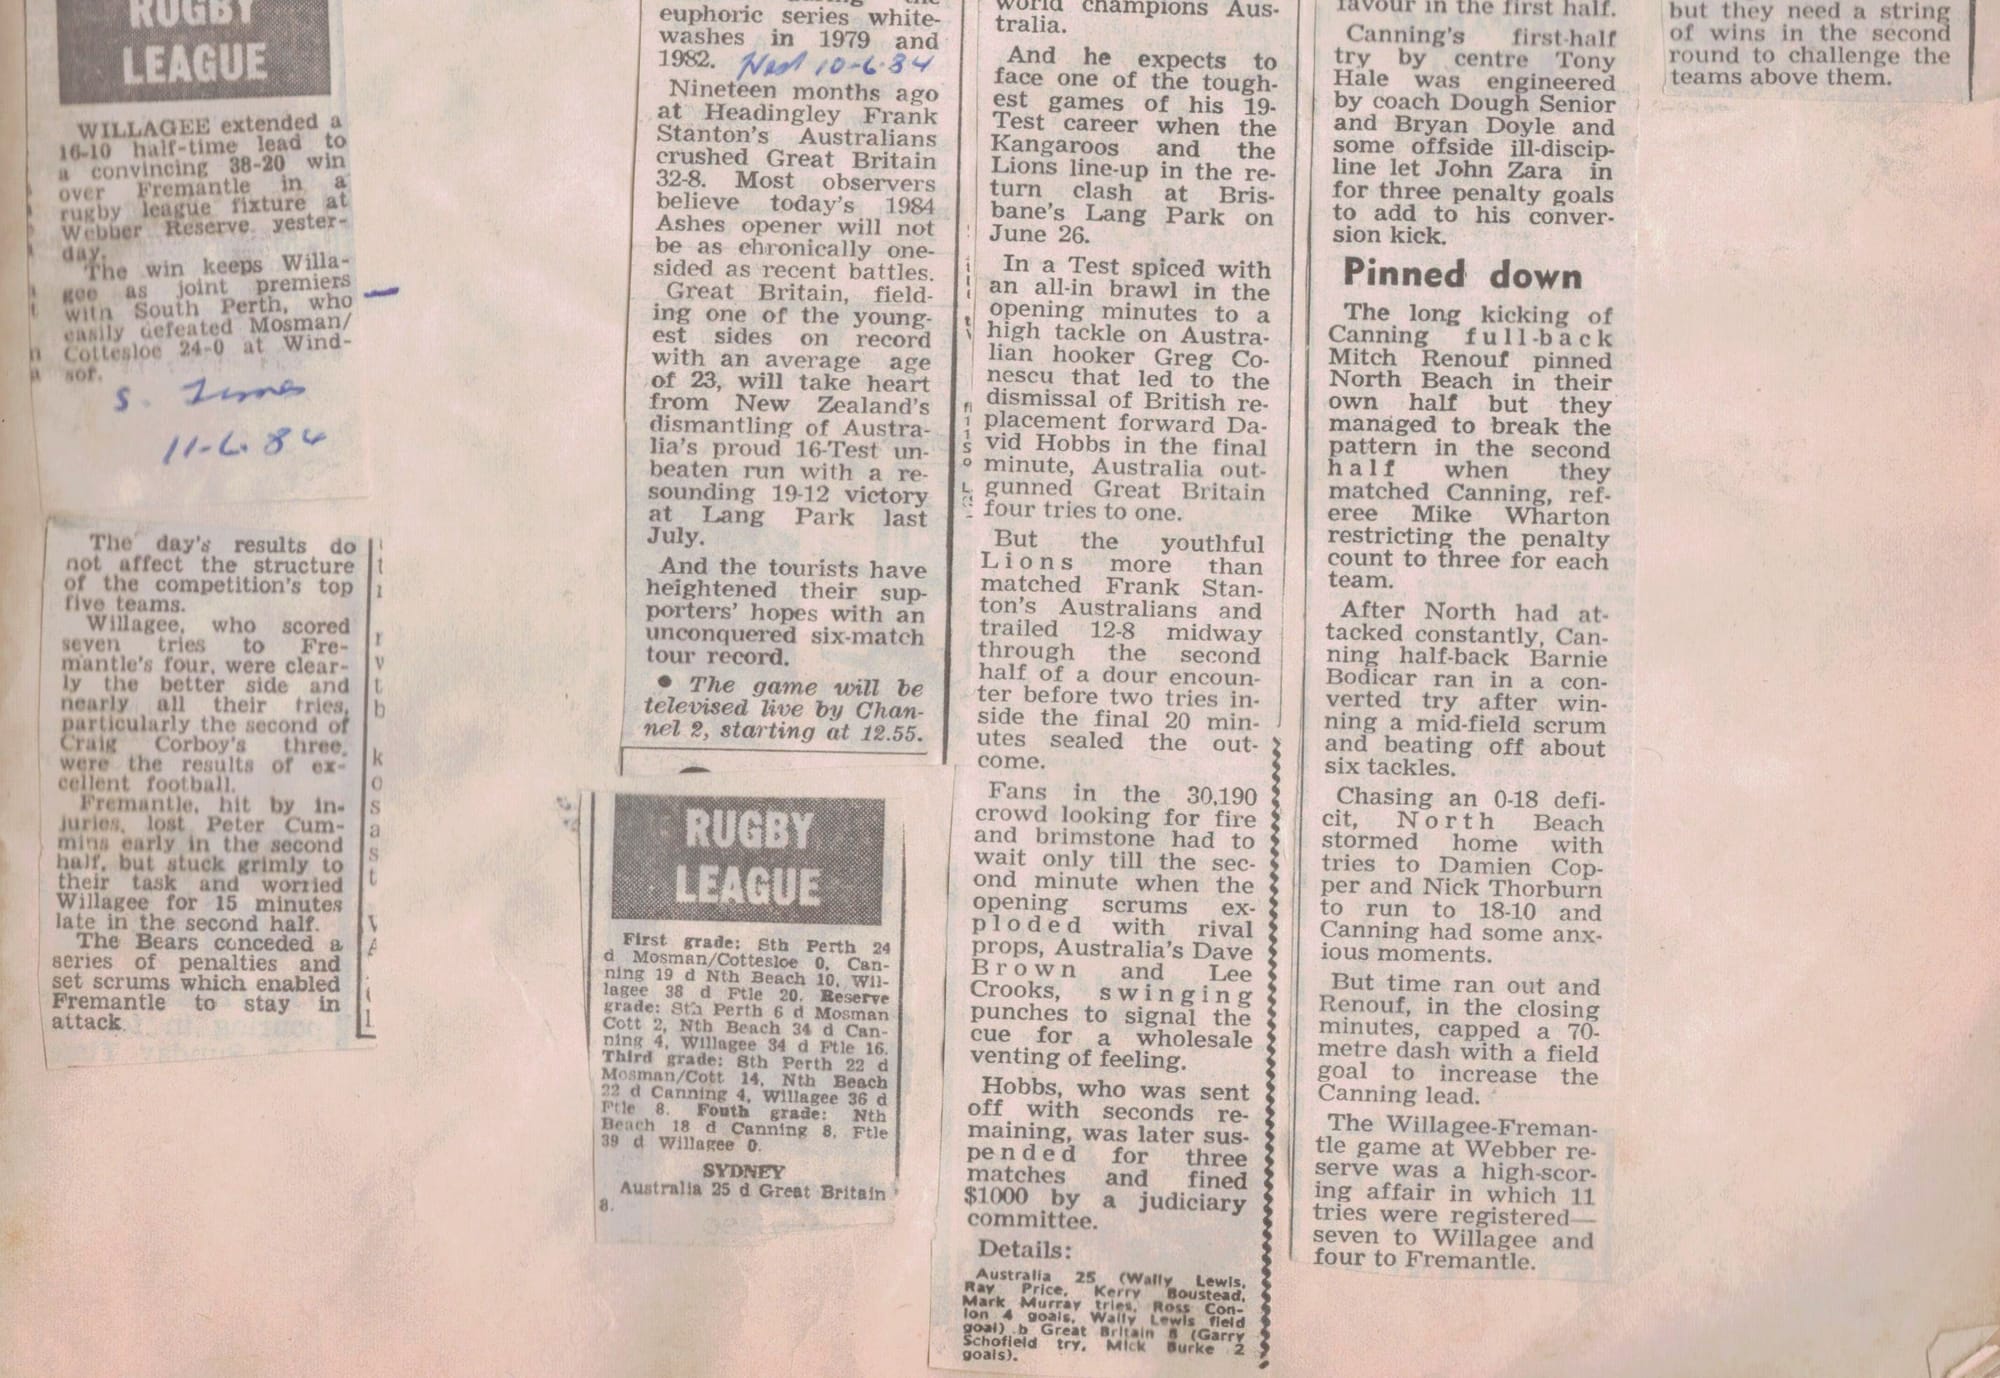 RUGBY
LEAGUE
WILLAGEE extended a
16-10 half-time lead to
a convincing 38-20 win
over Fremantle in a
rugby league fixture at
Webber Reserve yester-
day.
The win keeps Willa-
gee as joint premiers
with South Perth, who
easily defeated Mosman/
Cottesloe 24-0 at Wind-
sor.
S. Times
11-6.84
The day's results do
not affect the structure
of the competition's top
five teams.
Willagee, who scored
seven tries to Fre-
mantle's four, were clear-
ly the better side and
nearly all their tries,
particularly the second of
Craig Corboy's three,
were the results of ex-
cellent football.
Fremantle, hit by in-
juries, lost Peter Cum-
mins early in the second
half, but stuck grimly to
their task and worried
Willagee for 15 minutes
late in the second half.
The Bears conceded a
series of penalties and
set scrums which enabled
Fremantle to stay in
attack.
euphoric series white-
washes in 1979 and
1982.
10-6-84
Nineteen months ago
at Headingley Frank
Stanton's Australians
crushed Great Britain
32-8. Most observers
believe today's 1984
Ashes opener will not
be as chronically one-
sided as recent battles.
Great Britain, field-
ing one of the young-
est sides on record
with an average age
of 23, will take heart
from New Zealand's
dismantling of Austra-
lia's proud 16-Test un-
beaten run with a re-
sounding 19-12 victory
at Lang Park last
July.
And the tourists have
heightened their sup-
porters' hopes with an
unconquered six-match
tour record.
● The game will be
televised live by Chan-
nel 2, starting at 12.55.
RUGBY
LEAGUE
First grade: Sth Perth 24
d Mosman/Cottesloe 0, Can-
ning 19 d Nth Beach 10, Wil-
lagee 38 d Ftle 20. Reserve
grade: Sth Perth 6 d Mosman
Cott 2, Nth Beach 34 d Can-
ning 4, Willagee 34 d Ftle 16.
Third grade: Sth Perth 22 d
Mosman/Cott 14, Nth Beach
22 d Canning 4, Willagee 36 d
Ftle 8. Fouth grade: Nth
Beach 18 d Canning 8, Ftle
39 d Willagee 0.
SYDNEY
Australia 25 d Great Britain
8.
world champions Aus-
tralia.
And he expects to
face one of the tough-
est games of his 19-
Test career when the
Kangaroos and the
Lions line-up in the re-
turn clash at Bris-
bane's Lang Park on
June 26.
In a Test spiced with
an all-in brawl in the
opening minutes to a
high tackle on Austra-
lian hooker Greg Co-
nescu that led to the
dismissal of British re-
placement forward Da-
vid Hobbs in the final
minute, Australia out-
gunned Great Britain
four tries to one.
But the youthful
Lions more than
matched Frank Stan-
ton's Australians and
trailed 12-8 midway
through the second
half of a dour encoun-
ter before two tries in-
side the final 20 min-
utes sealed the out-
come.
Fans in the 30,190
crowd looking for fire
and brimstone had to
wait only till the sec-
ond minute when the
opening scrums ex-
ploded with rival
props, Australia's Dave
Brown and Lee
Crooks, swinging
punches to signal the
cue for a wholesale
venting of feeling.
Hobbs, who was sent
off with seconds re-
maining, was later sus-
pended for three
matches and fined
$1000 by a judiciary
committee.
Details:
Australia 25 (Wally Lewis,
Ray Price, Kerry Boustead,
Mark Murray tries, Ross Con-
lon 4 goals, Wally Lewis field
goal) b Great Britain 8 (Garry
Schofield try, Mick Burke 2
goals).
favour in the first half.
Canning's first-half
try by centre Tony
Hale was engineered
by coach Dough Senior
and Bryan Doyle and
some offside ill-discip-
line let John Zara in
for three penalty goals
to add to his conver-
sion kick.
Pinned down
The long kicking of
Canning full-back
Mitch Renouf pinned
North Beach in their
own half but they
managed to break the
pattern in the second
half when they
matched Canning, ref-
eree Mike Wharton
restricting the penalty
count to three for each
team.
After North had at-
tacked constantly, Can-
ning half-back Barnie
Bodicar ran in a con-
verted try after win-
ning a mid-field scrum
and beating off about
six tackles.
Chasing an 0-18 defi-
cit, North Beach
stormed home with
tries to Damien Cop-
per and Nick Thorburn
to run to 18-10 and
Canning had some anx-
ious moments.
But time ran out and
Renouf, in the closing
minutes, capped a 70-
metre dash with a field
goal to increase the
Canning lead.
The Willagee-Freman-
tle game at Webber re-
serve was a high-scor-
ing affair in which 11
tries were registered—
seven to Willagee and
four to Fremantle.
but they need a string
of wins in the second
round to challenge the
teams above them.